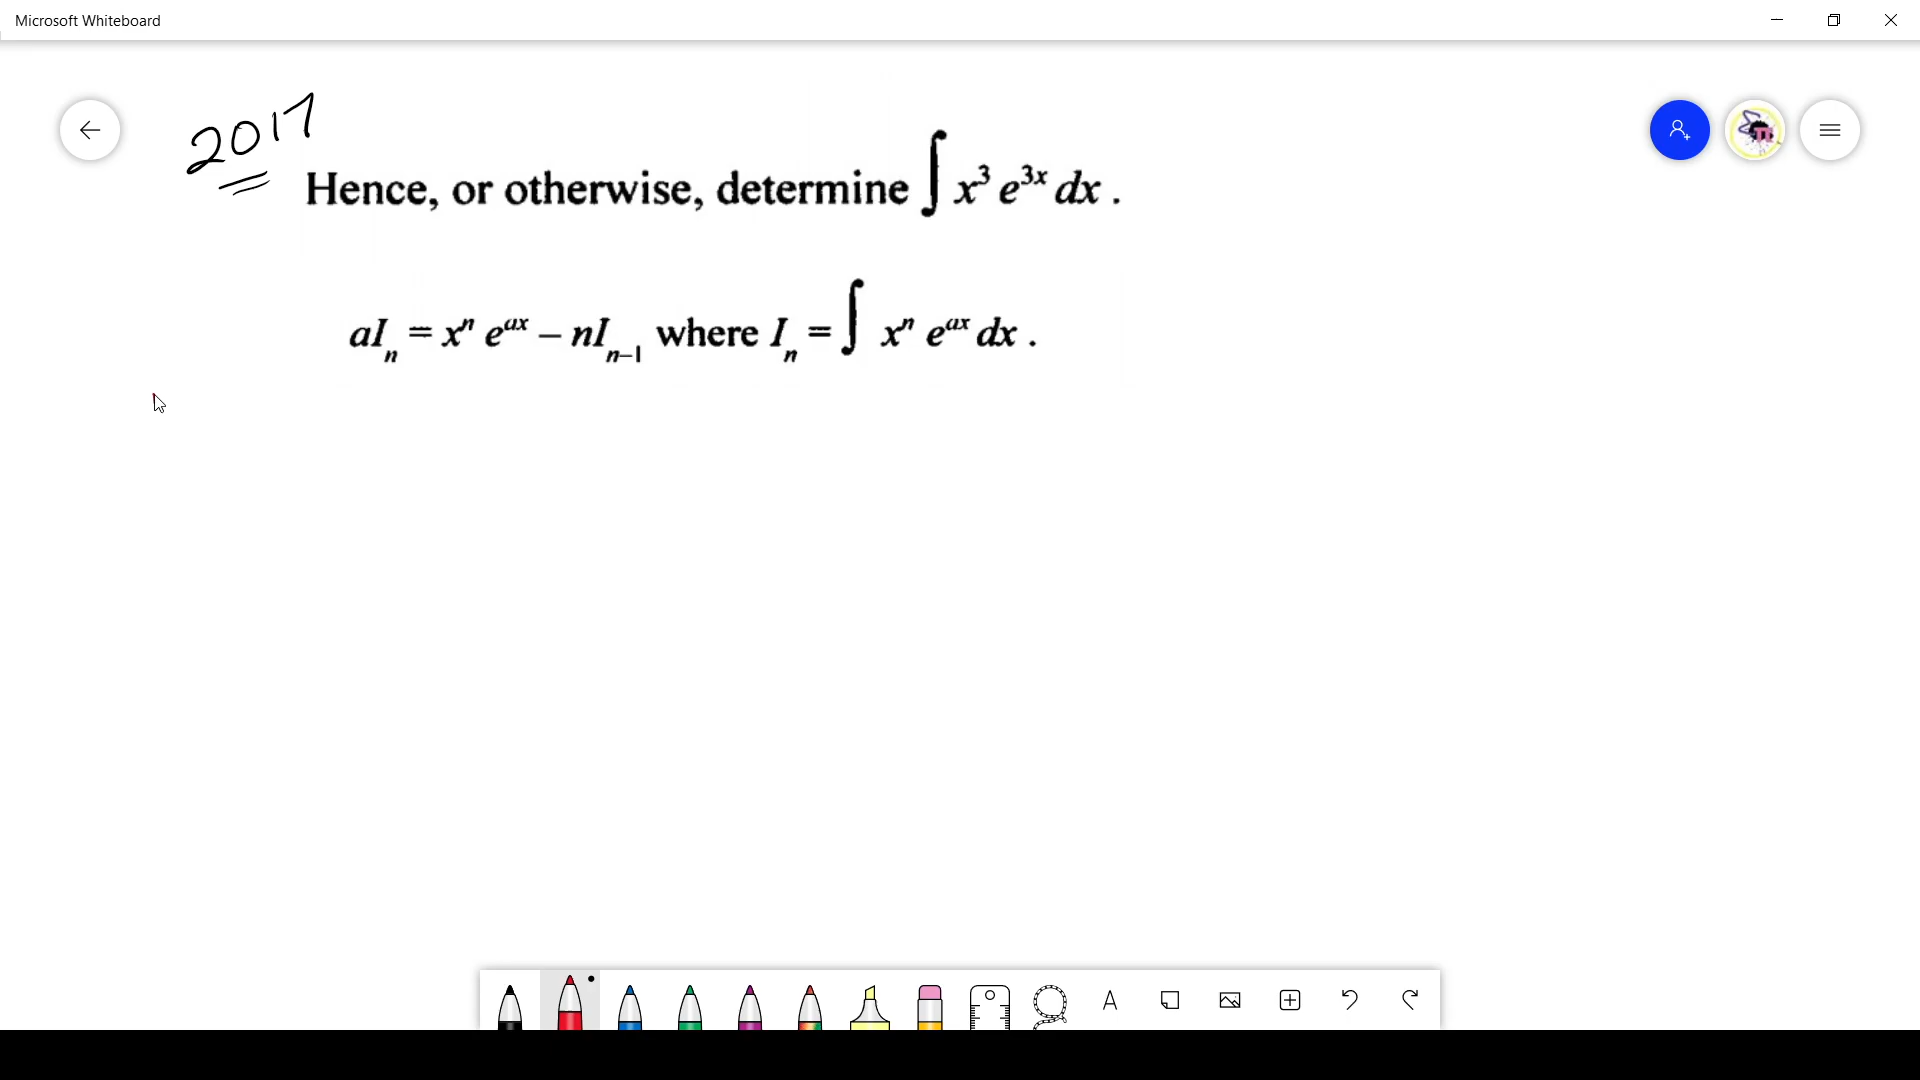 Microsoft Whiteboard
2017
Hence, or otherwise, determine ∫ x³ e³ˣ dx .
aIₙ = xⁿ eᵃˣ – nIₙ₋₁ where Iₙ = ∫ xⁿ eᵃˣ dx .